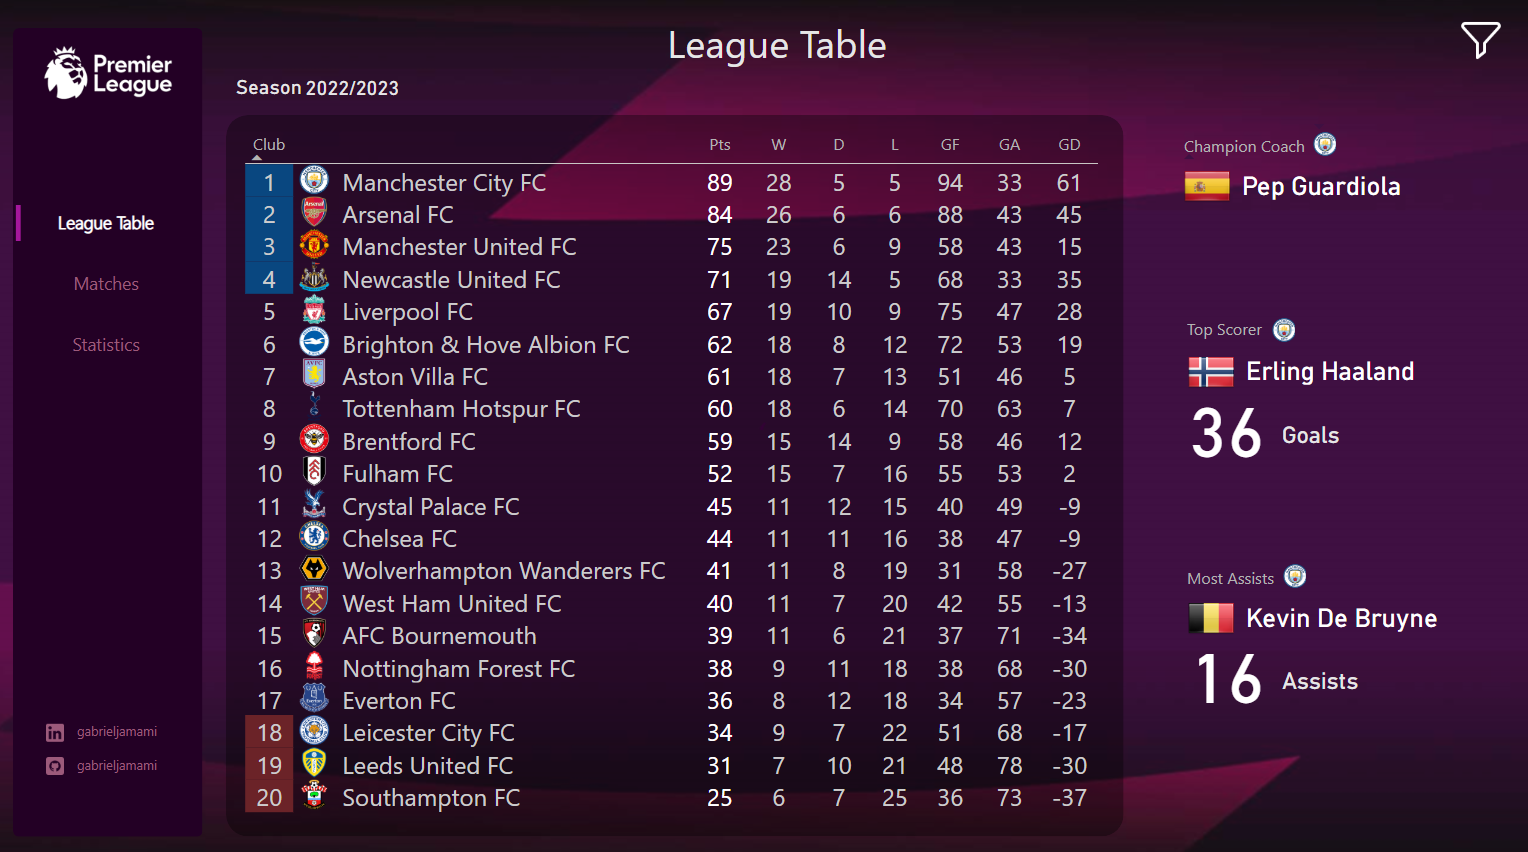 League Table
Premier
League
Season 2022/2023
League Table
Matches
Statistics
gabrieljamami
gabrieljamami
Club Pts W D L GF GA GD
1 Manchester City FC 89 28 5 5 94 33 61
2 Arsenal FC 84 26 6 6 88 43 45
3 Manchester United FC 75 23 6 9 58 43 15
4 Newcastle United FC 71 19 14 5 68 33 35
5 Liverpool FC 67 19 10 9 75 47 28
6 Brighton & Hove Albion FC 62 18 8 12 72 53 19
7 Aston Villa FC 61 18 7 13 51 46 5
8 Tottenham Hotspur FC 60 18 6 14 70 63 7
9 Brentford FC 59 15 14 9 58 46 12
10 Fulham FC 52 15 7 16 55 53 2
11 Crystal Palace FC 45 11 12 15 40 49 -9
12 Chelsea FC 44 11 11 16 38 47 -9
13 Wolverhampton Wanderers FC 41 11 8 19 31 58 -27
14 West Ham United FC 40 11 7 20 42 55 -13
15 AFC Bournemouth 39 11 6 21 37 71 -34
16 Nottingham Forest FC 38 9 11 18 38 68 -30
17 Everton FC 36 8 12 18 34 57 -23
18 Leicester City FC 34 9 7 22 51 68 -17
19 Leeds United FC 31 7 10 21 48 78 -30
20 Southampton FC 25 6 7 25 36 73 -37
Champion Coach
Pep Guardiola
Top Scorer
Erling Haaland
36 Goals
Most Assists
Kevin De Bruyne
16 Assists